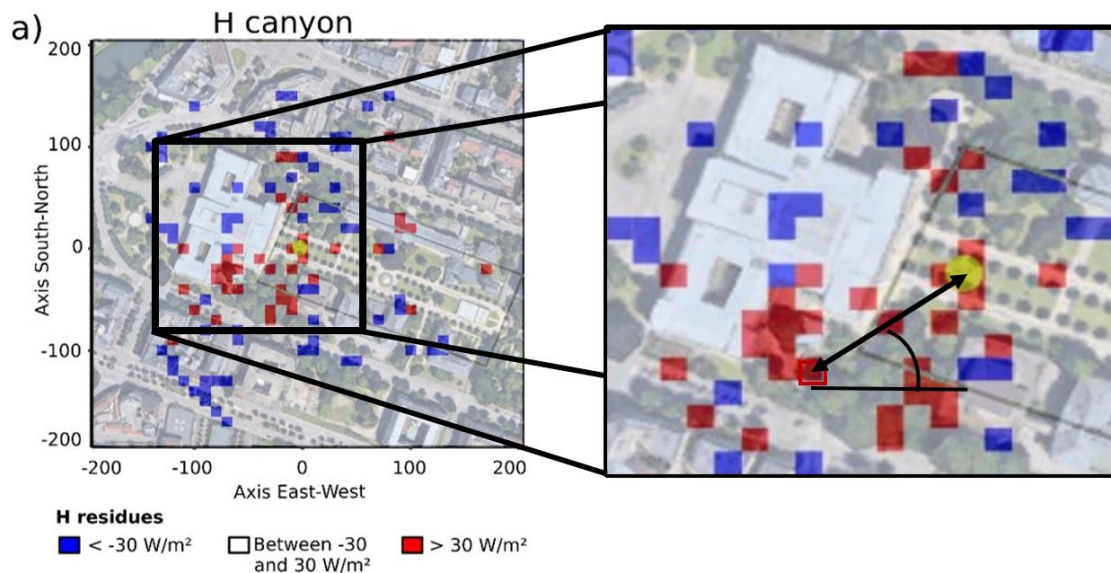 a)
H canyon
200
100
0
-100
-200
Axis South-North
-200 -100 0 100 200
Axis East-West
H residues
< -30 W/m² Between -30 > 30 W/m²
and 30 W/m²